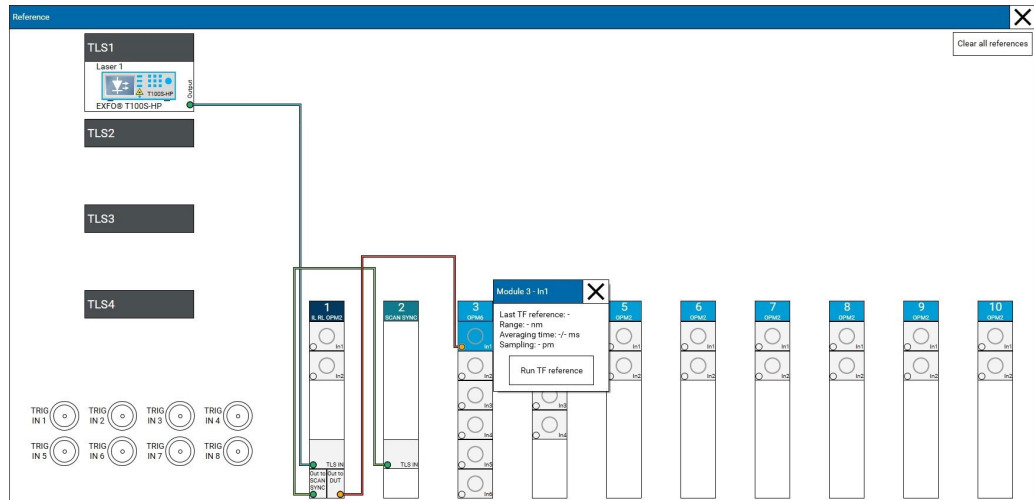 Reference
Clear all references
TLS1
Laser 1
T100S-HP
Output
EXFO® T100S-HP
TLS2
TLS3
TLS4
TRIG IN 1
TRIG IN 2
TRIG IN 3
TRIG IN 4
TRIG IN 5
TRIG IN 6
TRIG IN 7
TRIG IN 8
1
IL RL OPM2
In1
In2
TLS IN
Out to SCAN SYNC
Out to DUT
2
SCAN SYNC
TLS IN
3
OPM6
In1
In2
In3
In4
In5
In6
Module 3 - In1
Last TF reference: -
Range: - nm
Averaging time: -/- ms
Sampling: - pm
Run TF reference
In3
In4
5
OPM2
In1
In2
6
OPM2
In1
In2
7
OPM2
In1
In2
8
OPM2
In1
In2
9
OPM2
In1
In2
10
OPM2
In1
In2